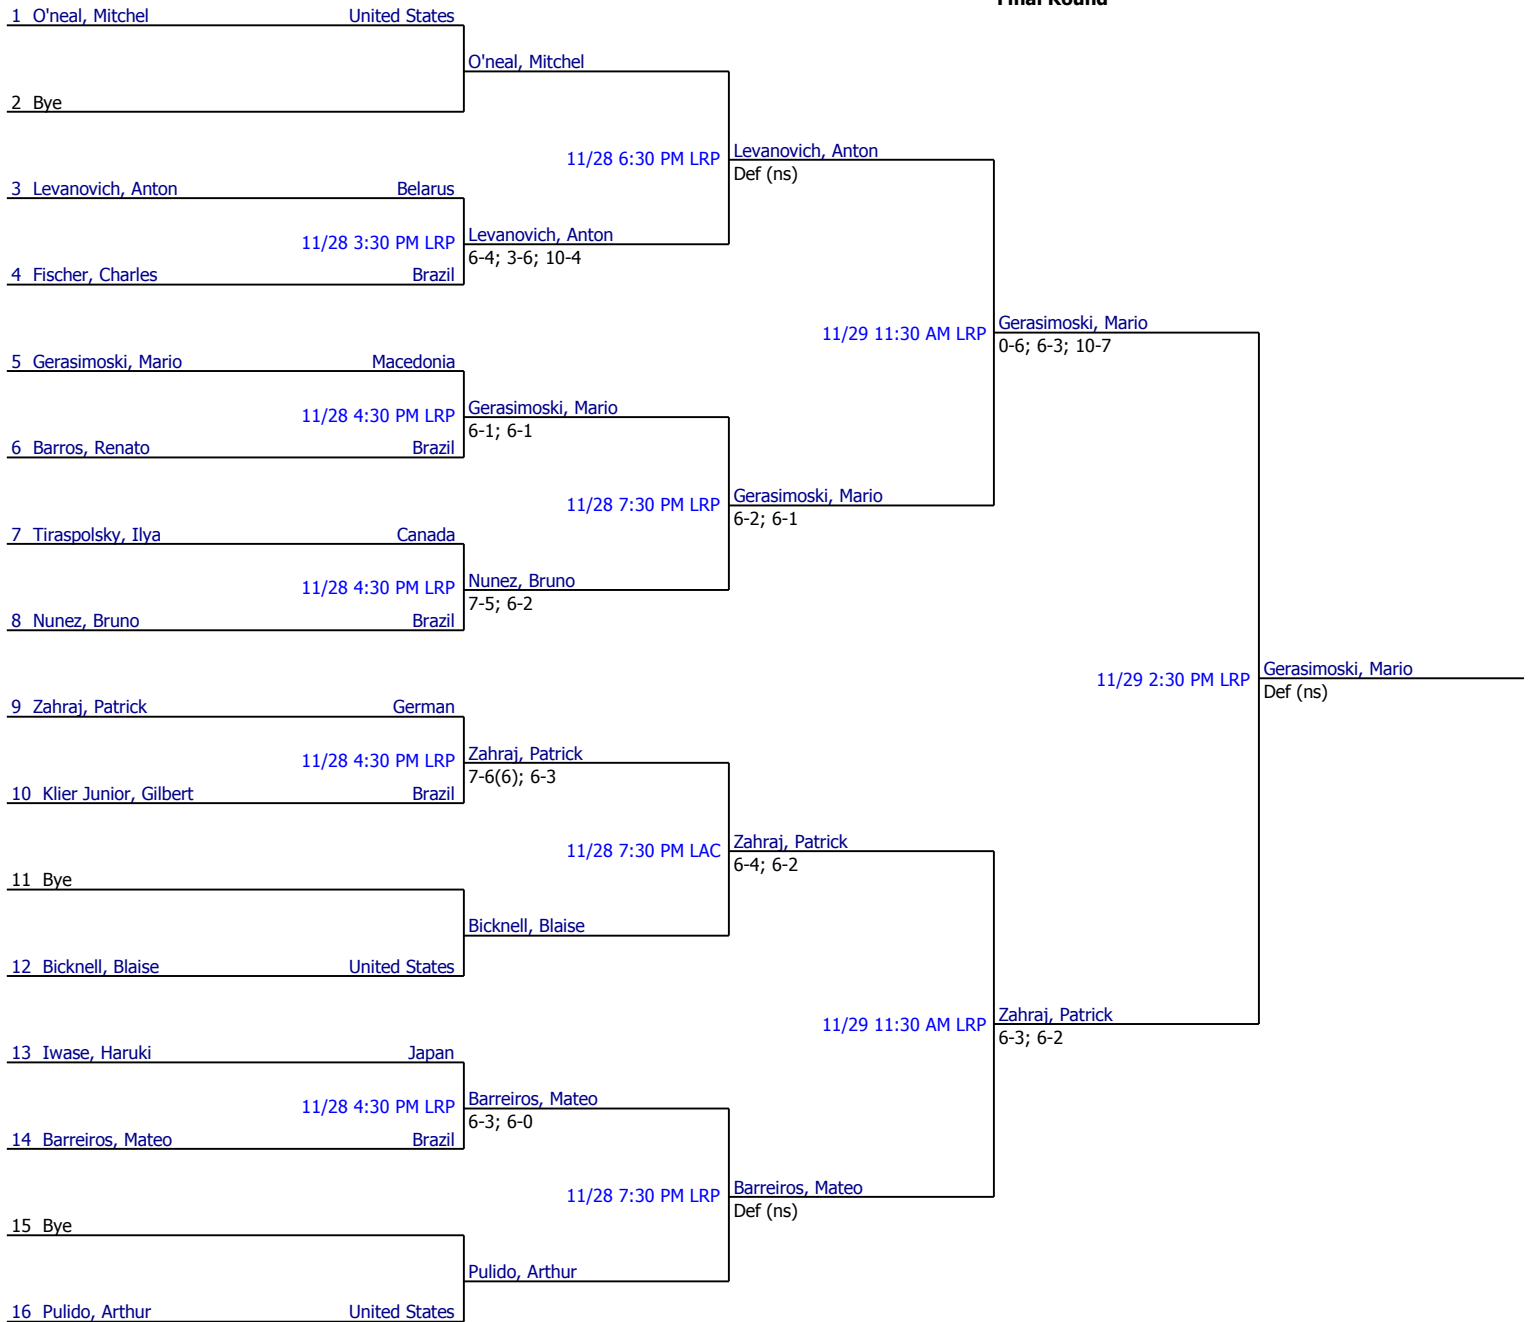 Final Round
1 O'neal, Mitchel United States
O'neal, Mitchel
2 Bye
11/28 6:30 PM LRP Levanovich, Anton
Def (ns)
3 Levanovich, Anton Belarus
11/28 3:30 PM LRP Levanovich, Anton
6-4; 3-6; 10-4
4 Fischer, Charles Brazil
11/29 11:30 AM LRP Gerasimoski, Mario
0-6; 6-3; 10-7
5 Gerasimoski, Mario Macedonia
11/28 4:30 PM LRP Gerasimoski, Mario
6-1; 6-1
6 Barros, Renato Brazil
11/28 7:30 PM LRP Gerasimoski, Mario
6-2; 6-1
7 Tiraspolsky, Ilya Canada
11/28 4:30 PM LRP Nunez, Bruno
7-5; 6-2
8 Nunez, Bruno Brazil
11/29 2:30 PM LRP Gerasimoski, Mario
Def (ns)
9 Zahraj, Patrick German
11/28 4:30 PM LRP Zahraj, Patrick
7-6(6); 6-3
10 Klier Junior, Gilbert Brazil
11/28 7:30 PM LAC Zahraj, Patrick
6-4; 6-2
11 Bye
Bicknell, Blaise
12 Bicknell, Blaise United States
11/29 11:30 AM LRP Zahraj, Patrick
6-3; 6-2
13 Iwase, Haruki Japan
11/28 4:30 PM LRP Barreiros, Mateo
6-3; 6-0
14 Barreiros, Mateo Brazil
11/28 7:30 PM LRP Barreiros, Mateo
Def (ns)
15 Bye
Pulido, Arthur
16 Pulido, Arthur United States